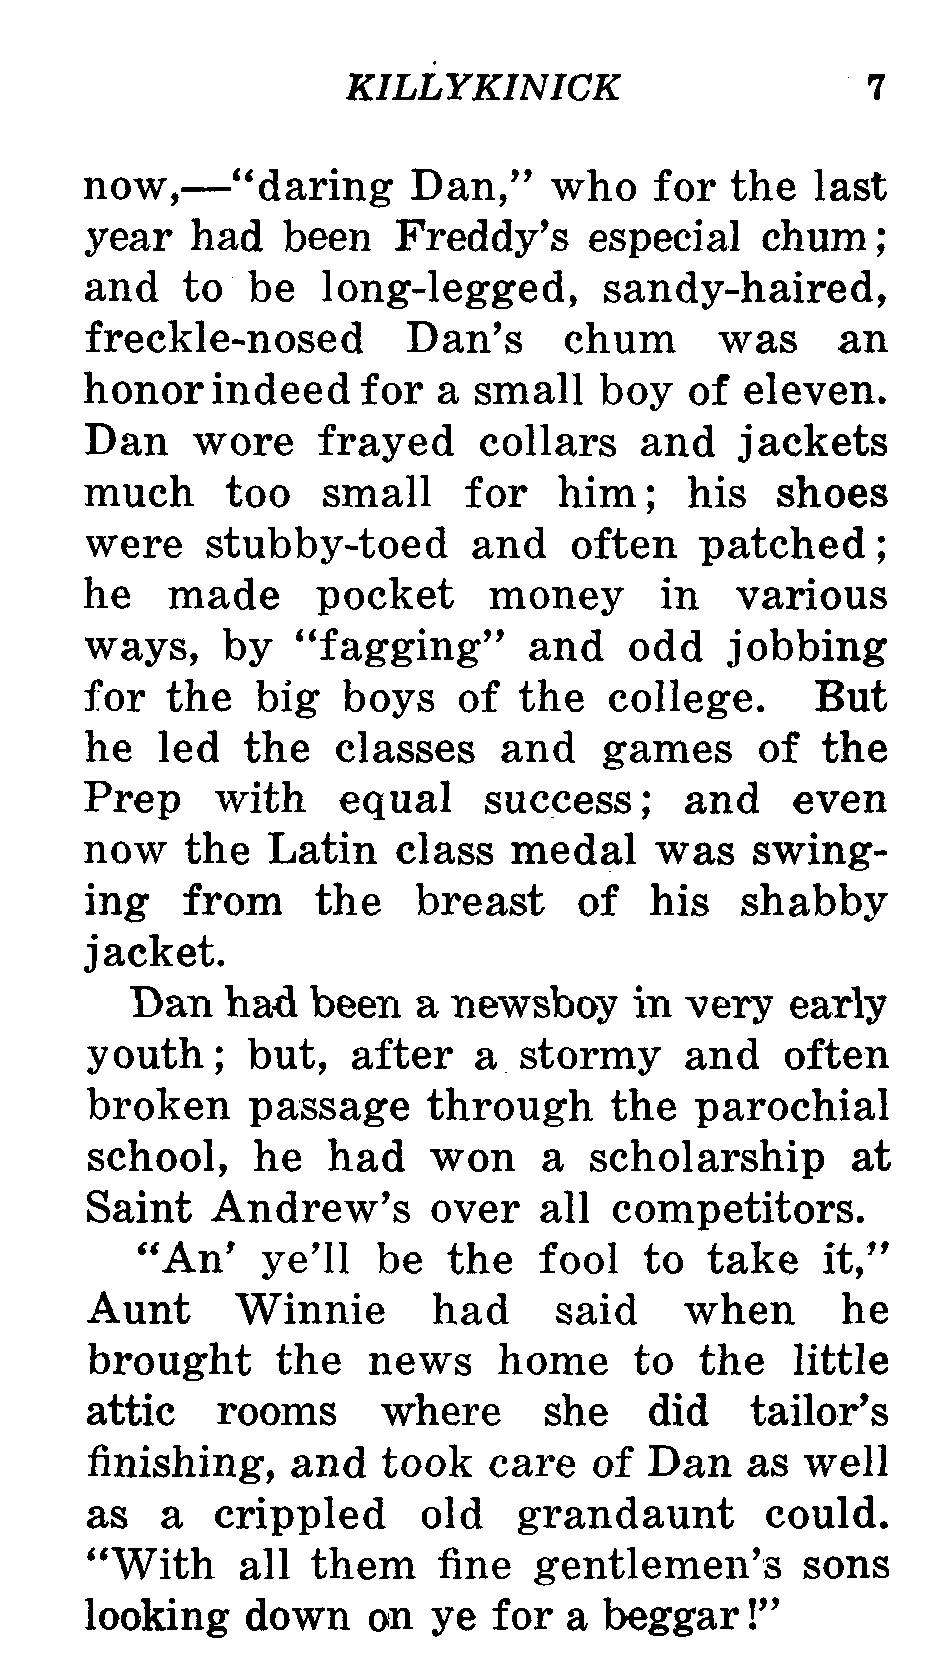 KILLYKINICK 7
now,—"daring Dan," who for the last
year had been Freddy's especial chum;
and to be long-legged, sandy-haired,
freckle-nosed Dan's chum was an
honor indeed for a small boy of eleven.
Dan wore frayed collars and jackets
much too small for him; his shoes
were stubby-toed and often patched;
he made pocket money in various
ways, by "fagging" and odd jobbing
for the big boys of the college. But
he led the classes and games of the
Prep with equal success; and even
now the Latin class medal was swing-
ing from the breast of his shabby
jacket.
Dan had been a newsboy in very early
youth; but, after a stormy and often
broken passage through the parochial
school, he had won a scholarship at
Saint Andrew's over all competitors.
"An' ye'll be the fool to take it,"
Aunt Winnie had said when he
brought the news home to the little
attic rooms where she did tailor's
finishing, and took care of Dan as well
as a crippled old grandaunt could.
"With all them fine gentlemen's sons
looking down on ye for a beggar!"